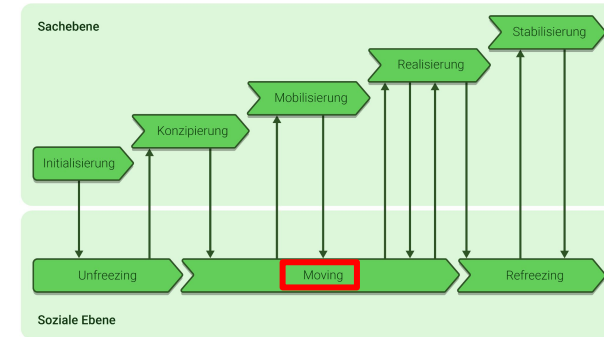 Sachebene
Stabilisierung
Realisierung
Mobilisierung
Konzipierung
Initialisierung
Unfreezing
Moving
Refreezing
Soziale Ebene